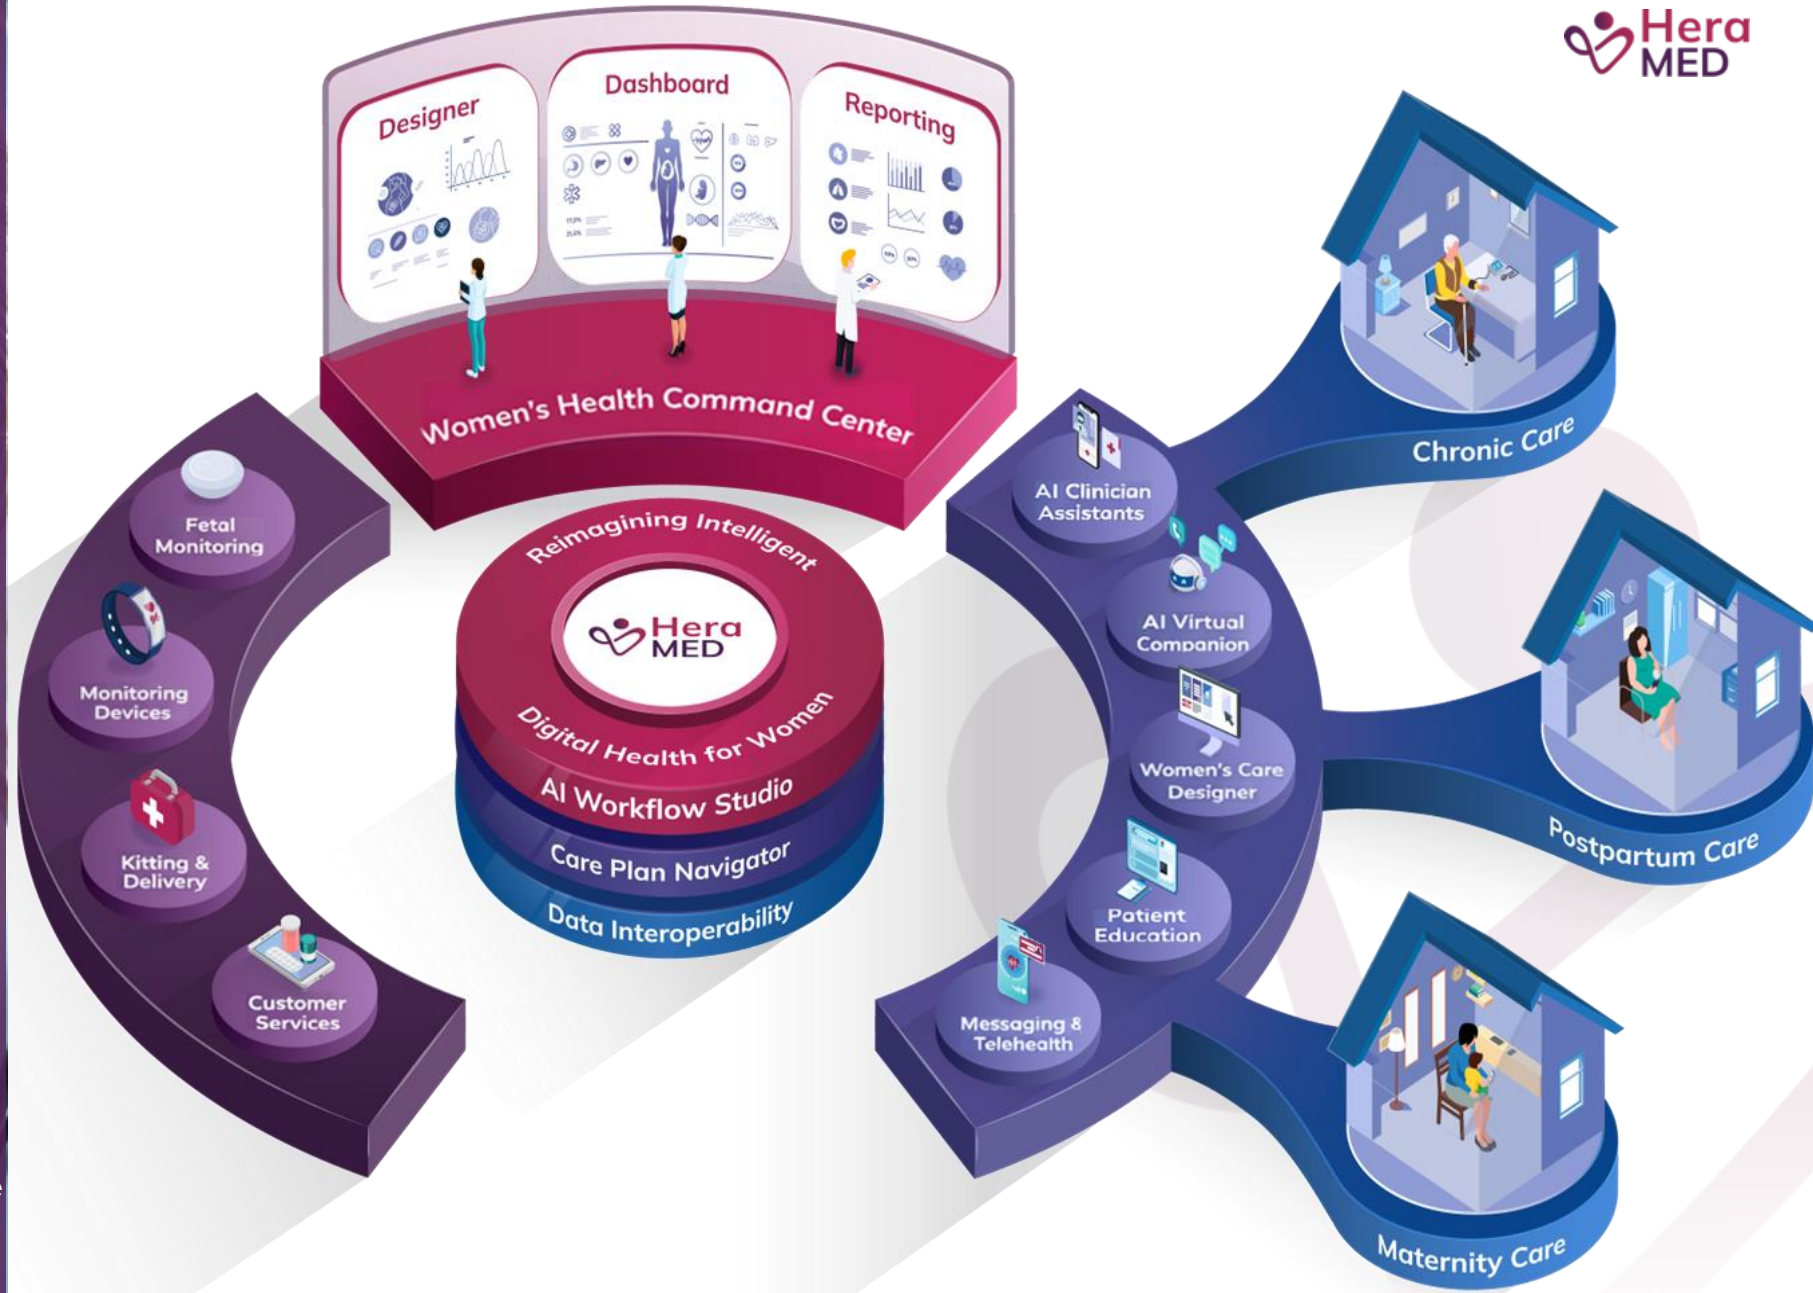 Hera
MED
Designer
Dashboard
Reporting
Women's Health Command Center
Fetal
Monitoring
Monitoring
Devices
Kitting &
Delivery
Customer
Services
Reimagining Intelligent
Hera
MED
Digital Health for Women
AI Workflow Studio
Care Plan Navigator
Data Interoperability
AI Clinician
Assistants
AI Virtual
Companion
Women's Care
Designer
Patient
Education
Messaging &
Telehealth
Chronic Care
Postpartum Care
Maternity Care